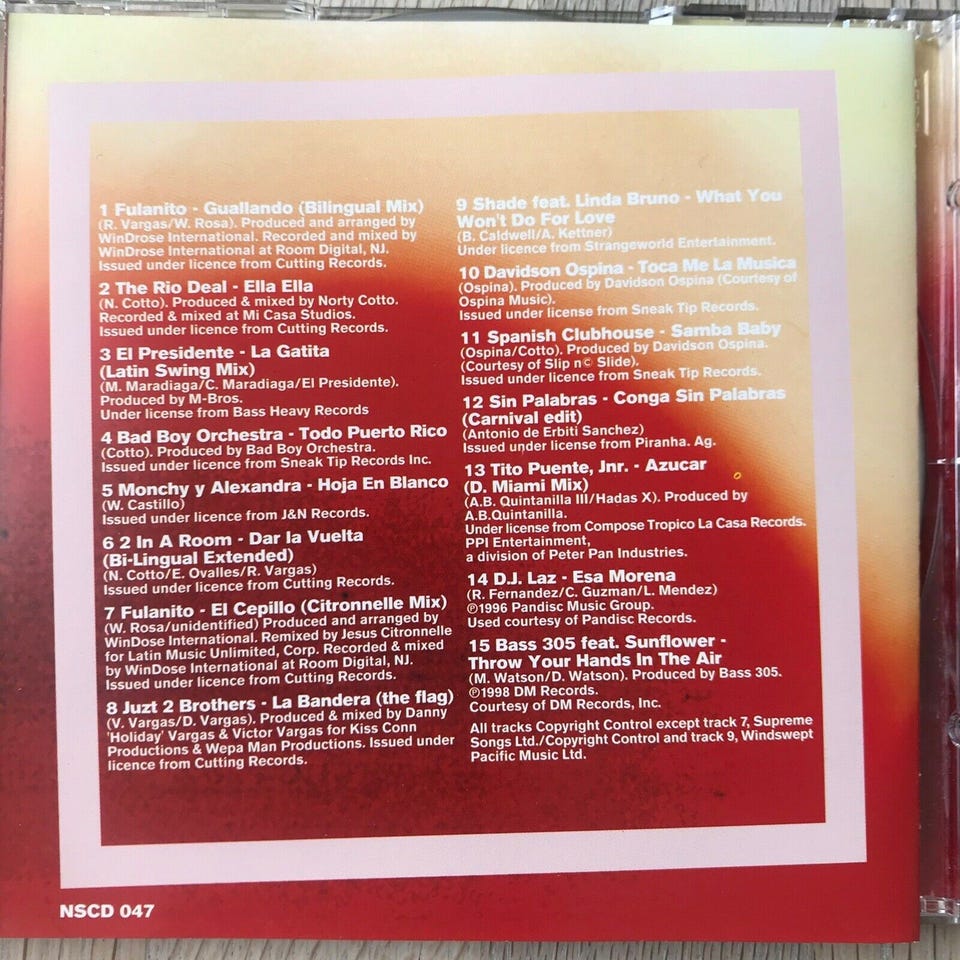 1 Fulanito - Guallando (Bilingual Mix)
(R. Vargas/W. Rosa). Produced and arranged by
WinDrose International. Recorded and mixed by
WinDrose International at Room Digital, NJ.
Issued under licence from Cutting Records.
2 The Rio Deal - Ella Ella
(N. Cotto). Produced & mixed by Norty Cotto.
Recorded & mixed at Mi Casa Studios.
Issued under licence from Cutting Records.
3 El Presidente - La Gatita
(Latin Swing Mix)
(M. Maradiaga/C. Maradiaga/El Presidente).
Produced by M-Bros.
Under license from Bass Heavy Records
4 Bad Boy Orchestra - Todo Puerto Rico
(Cotto). Produced by Bad Boy Orchestra.
Issued under licence from Sneak Tip Records Inc.
5 Monchy y Alexandra - Hoja En Blanco
(W. Castillo)
Issued under licence from J&N Records.
6 2 In A Room - Dar la Vuelta
(Bi-Lingual Extended)
(N. Cotto/E. Ovalles/R. Vargas)
Issued under licence from Cutting Records.
7 Fulanito - El Cepillo (Citronnelle Mix)
(W. Rosa/unidentified) Produced and arranged by
WinDose International. Remixed by Jesus Citronnelle
for Latin Music Unlimited, Corp. Recorded & mixed
by WinDose International at Room Digital, NJ.
Issued under licence from Cutting Records.
8 Juzt 2 Brothers - La Bandera (the flag)
(V. Vargas/D. Vargas). Produced & mixed by Danny
'Holiday' Vargas & Victor Vargas for Kiss Conn
Productions & Wepa Man Productions. Issued under
licence from Cutting Records.
9 Shade feat. Linda Bruno - What You
Won't Do For Love
(B. Caldwell/A. Kettner)
Under licence from Strangeworld Entertainment.
10 Davidson Ospina - Toca Me La Musica
(Ospina). Produced by Davidson Ospina (Courtesy of
Ospina Music).
Issued under license from Sneak Tip Records.
11 Spanish Clubhouse - Samba Baby
(Ospina/Cotto). Produced by Davidson Ospina.
(Courtesy of Slip n© Slide).
Issued under license from Sneak Tip Records.
12 Sin Palabras - Conga Sin Palabras
(Carnival edit)
(Antonio de Erbiti Sanchez)
Issued under license from Piranha. Ag.
13 Tito Puente, Jnr. - Azucar
(D. Miami Mix)
(A.B. Quintanilla III/Hadas X). Produced by
A.B.Quintanilla.
Under license from Compose Tropico La Casa Records.
PPI Entertainment,
a division of Peter Pan Industries.
14 D.J. Laz - Esa Morena
(R. Fernandez/C. Guzman/L. Mendez)
℗1996 Pandisc Music Group.
Used courtesy of Pandisc Records.
15 Bass 305 feat. Sunflower -
Throw Your Hands In The Air
(M. Watson/D. Watson). Produced by Bass 305.
℗1998 DM Records.
Courtesy of DM Records, Inc.
All tracks Copyright Control except track 7, Supreme
Songs Ltd./Copyright Control and track 9, Windswept
Pacific Music Ltd.
NSCD 047